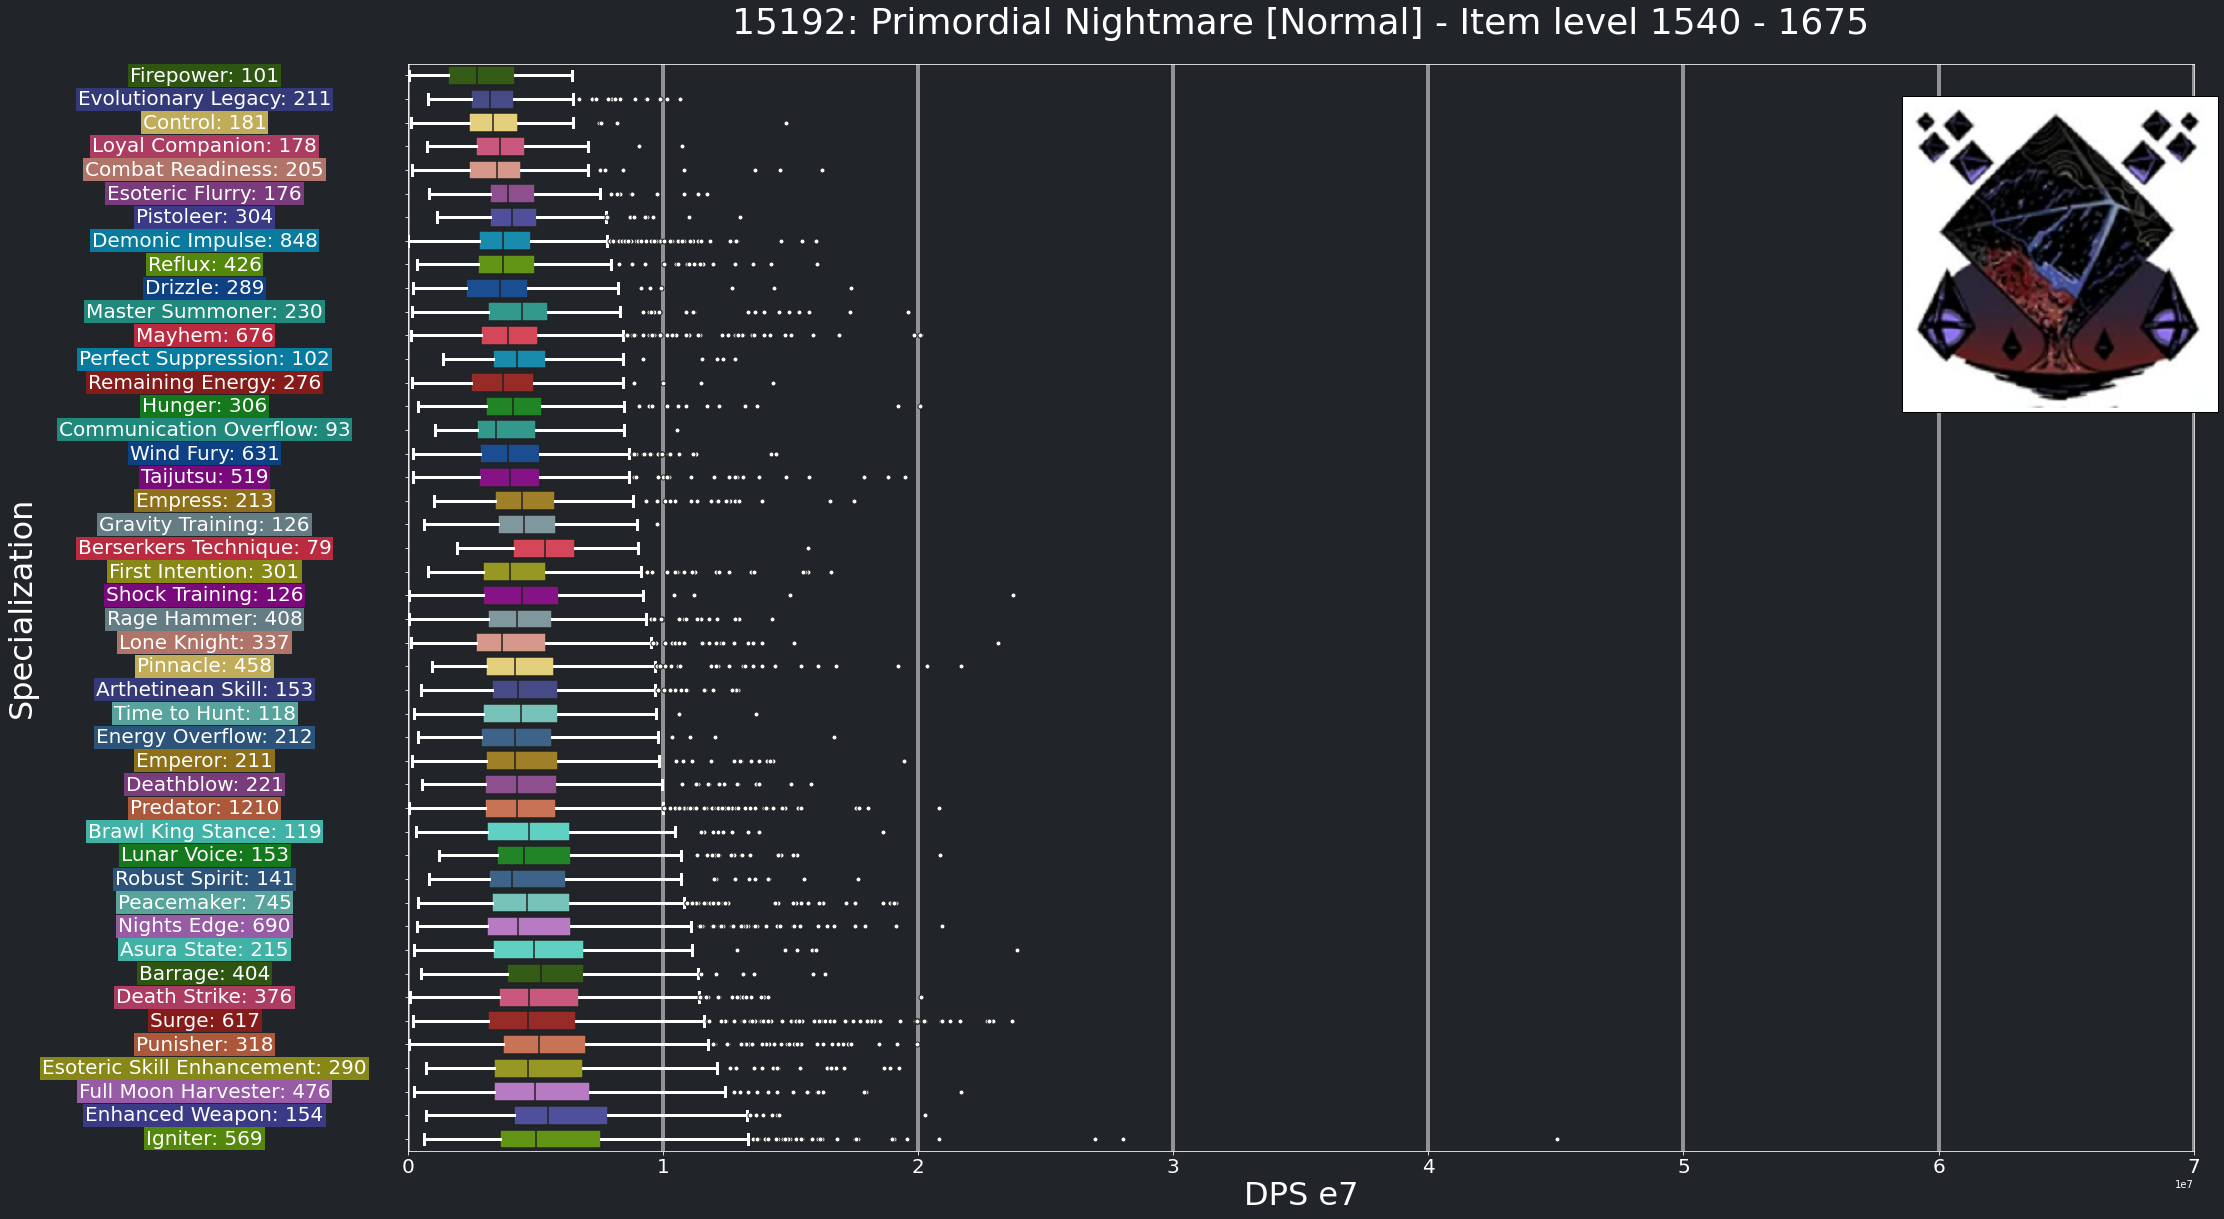 15192: Primordial Nightmare [Normal] - Item level 1540 - 1675
Specialization
Firepower: 101
Evolutionary Legacy: 211
Control: 181
Loyal Companion: 178
Combat Readiness: 205
Esoteric Flurry: 176
Pistoleer: 304
Demonic Impulse: 848
Reflux: 426
Drizzle: 289
Master Summoner: 230
Mayhem: 676
Perfect Suppression: 102
Remaining Energy: 276
Hunger: 306
Communication Overflow: 93
Wind Fury: 631
Taijutsu: 519
Empress: 213
Gravity Training: 126
Berserkers Technique: 79
First Intention: 301
Shock Training: 126
Rage Hammer: 408
Lone Knight: 337
Pinnacle: 458
Arthetinean Skill: 153
Time to Hunt: 118
Energy Overflow: 212
Emperor: 211
Deathblow: 221
Predator: 1210
Brawl King Stance: 119
Lunar Voice: 153
Robust Spirit: 141
Peacemaker: 745
Nights Edge: 690
Asura State: 215
Barrage: 404
Death Strike: 376
Surge: 617
Punisher: 318
Esoteric Skill Enhancement: 290
Full Moon Harvester: 476
Enhanced Weapon: 154
Igniter: 569
0 1 2 3 4 5 6 7
1e7
DPS e7